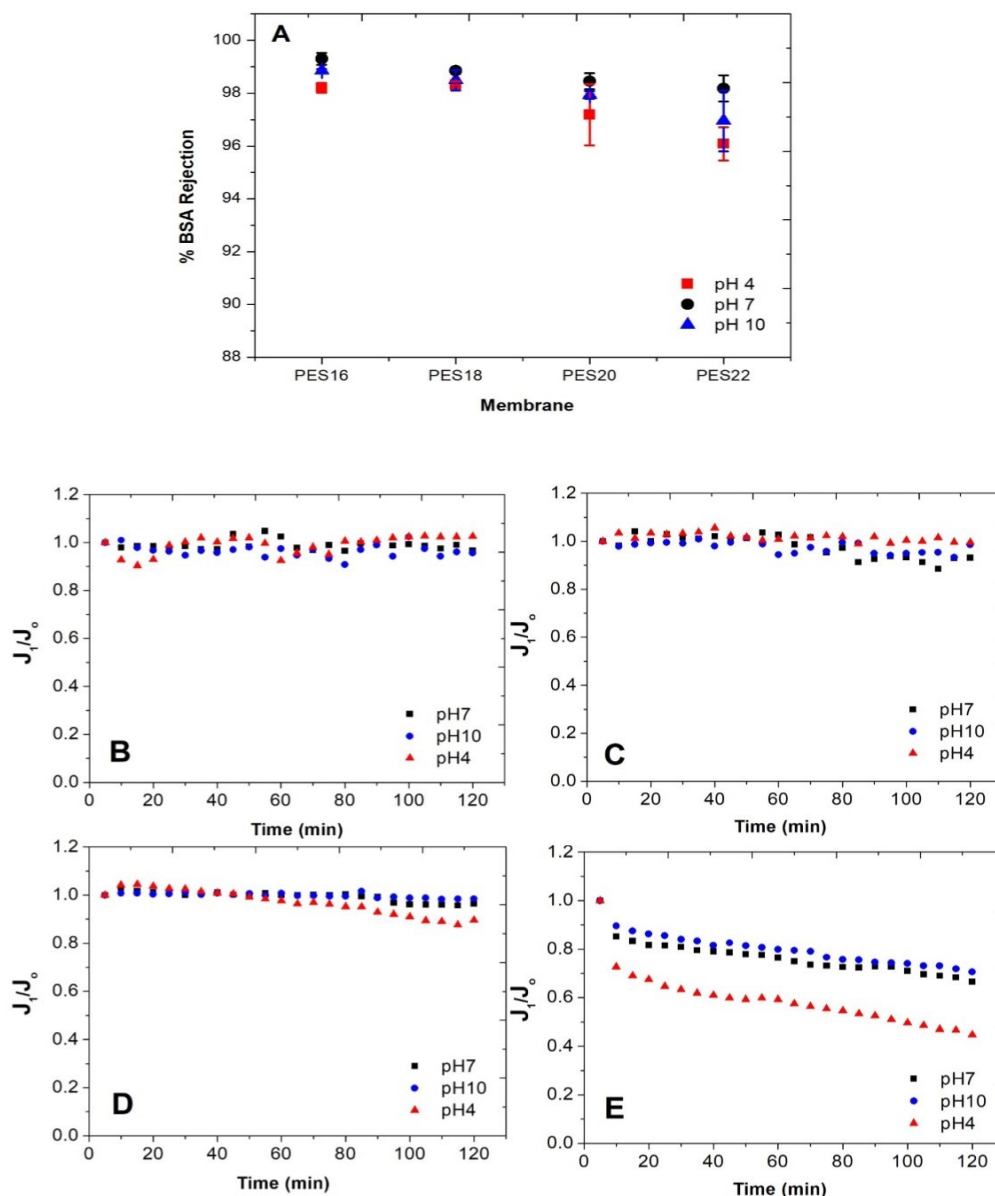 A
100
98
96
94
92
90
88
% BSA Rejection
pH 4
pH 7
pH 10
PES16 PES18 PES20 PES22
Membrane
1.2
1.0
0.8
0.6
0.4
0.2
0.0
J₁/Jₒ
pH7
pH10
pH4
B
0 20 40 60 80 100 120
Time (min)
1.2
1.0
0.8
0.6
0.4
0.2
0.0
J₁/Jₒ
pH7
pH10
pH4
C
0 20 40 60 80 100 120
Time (min)
1.2
1.0
0.8
0.6
0.4
0.2
0.0
J₁/Jₒ
pH7
pH10
pH4
D
0 20 40 60 80 100 120
Time (min)
1.2
1.0
0.8
0.6
0.4
0.2
0.0
J₁/Jₒ
pH7
pH10
pH4
E
0 20 40 60 80 100 120
Time (min)